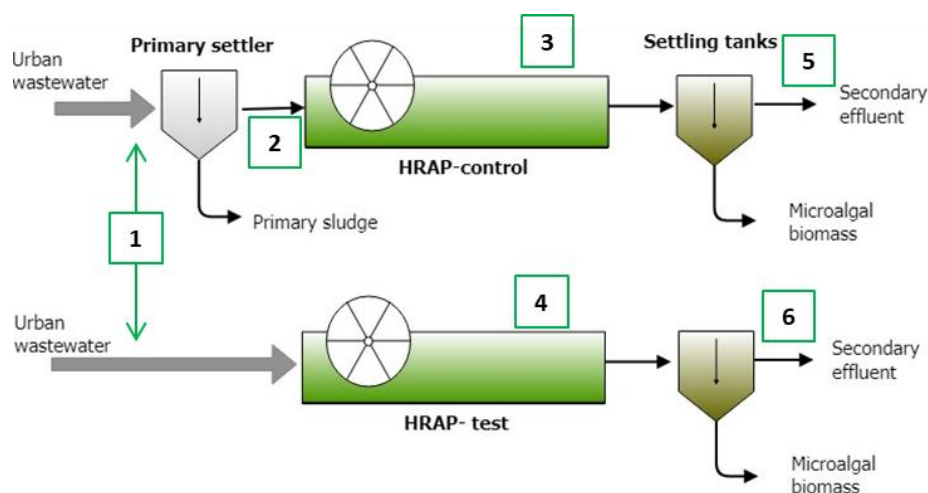 Primary settler
3
Settling tanks
5
Urban
wastewater
Secondary
effluent
2
HRAP-control
Primary sludge
Microalgal
biomass
1
4
6
Urban
wastewater
Secondary
effluent
HRAP- test
Microalgal
biomass